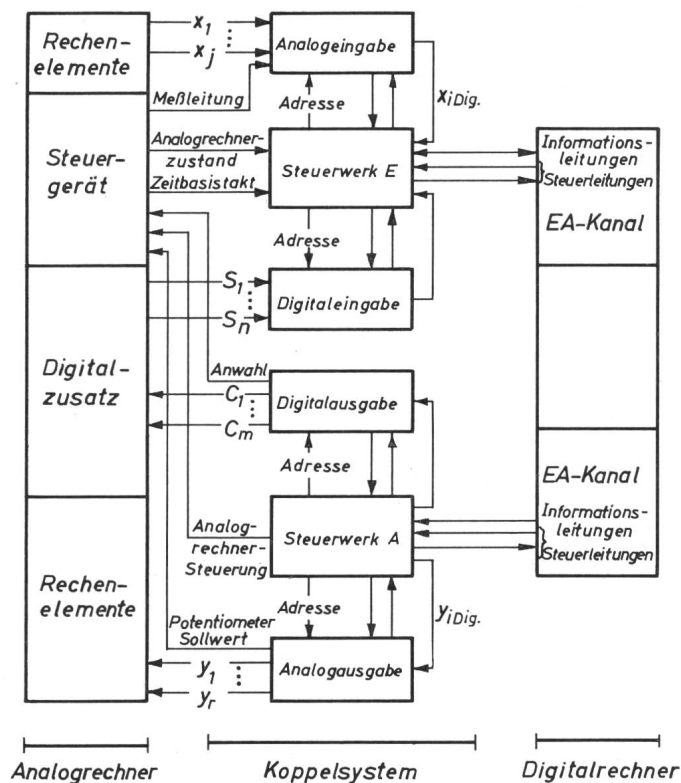 Rechen-
elemente
Steuer-
gerät
Digital-
zusatz
Rechen-
elemente
x1
xj
Meßleitung
Analogrechner-
zustand
Zeitbasistakt
S1
Sn
Anwahl
C1
Cm
Analog-
rechner-
Steuerung
Potentiometer
Sollwert
y1
yr
Analogeingabe
Adresse
xiDig.
Steuerwerk E
Adresse
Digitaleingabe
Digitalausgabe
Adresse
Steuerwerk A
Adresse
yiDig.
Analogausgabe
Informations-
leitungen
Steuerleitungen
EA-Kanal
EA-Kanal
Informations-
leitungen
Steuerleitungen
Analogrechner
Koppelsystem
Digitalrechner